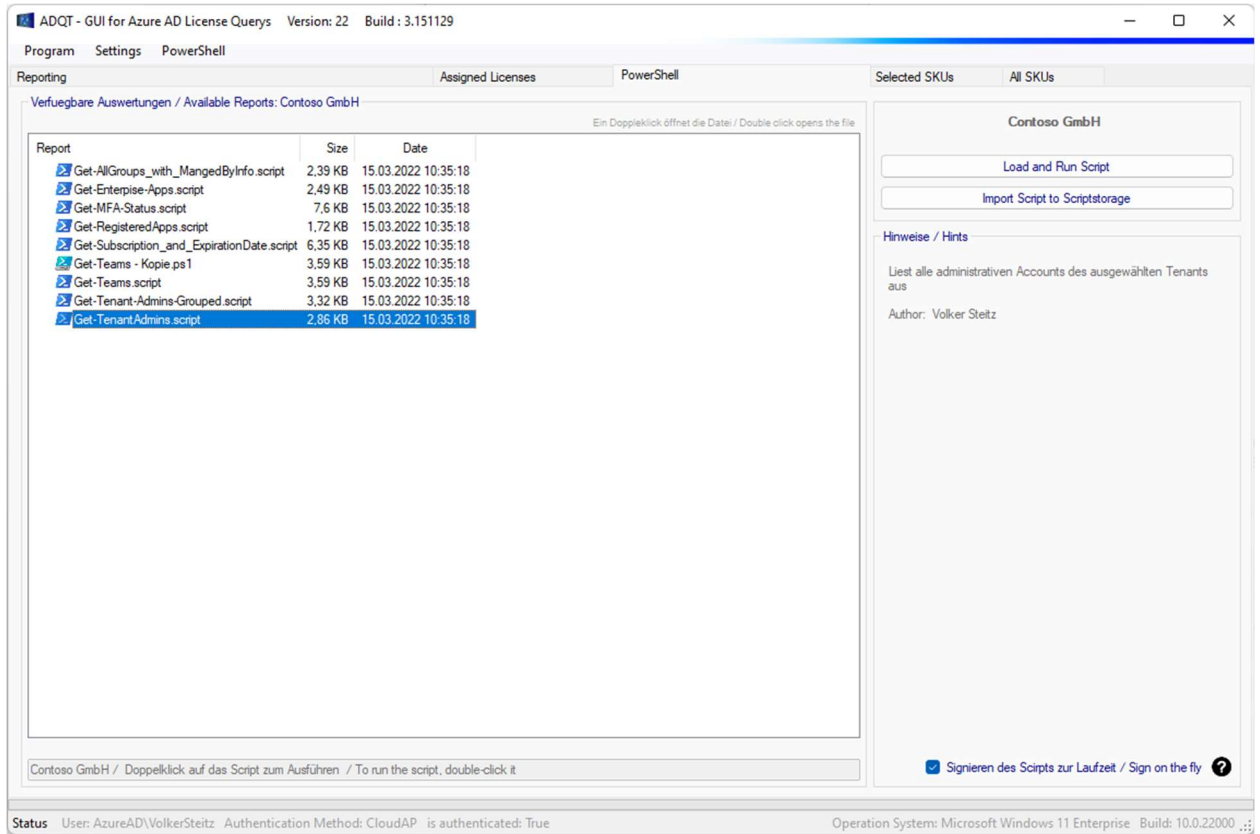 ADQT - GUI for Azure AD License Querys Version: 22 Build : 3.151129
Program Settings PowerShell
Reporting Assigned Licenses PowerShell Selected SKUs All SKUs
Verfuegbare Auswertungen / Available Reports: Contoso GmbH
Ein Doppleklick öffnet die Datei / Double click opens the file
Report Size Date
Get-AllGroups_with_MangedByInfo.script 2,39 KB 15.03.2022 10:35:18
Get-Enterpise-Apps.script 2,49 KB 15.03.2022 10:35:18
Get-MFA-Status.script 7,6 KB 15.03.2022 10:35:18
Get-RegisteredApps.script 1,72 KB 15.03.2022 10:35:18
Get-Subscription_and_ExpirationDate.script 6,35 KB 15.03.2022 10:35:18
Get-Teams - Kopie.ps1 3,59 KB 15.03.2022 10:35:18
Get-Teams.script 3,59 KB 15.03.2022 10:35:18
Get-Tenant-Admins-Grouped.script 3,32 KB 15.03.2022 10:35:18
Get-TenantAdmins.script 2,86 KB 15.03.2022 10:35:18
Contoso GmbH / Doppelklick auf das Script zum Ausführen / To run the script, double-click it
Contoso GmbH
Load and Run Script
Import Script to Scriptstorage
Hinweise / Hints
Liest alle administrativen Accounts des ausgewählten Tenants
aus
Author: Volker Steitz
Signieren des Scirpts zur Laufzeit / Sign on the fly ?
Status User: AzureAD\VolkerSteitz Authentication Method: CloudAP is authenticated: True Operation System: Microsoft Windows 11 Enterprise Build: 10.0.22000